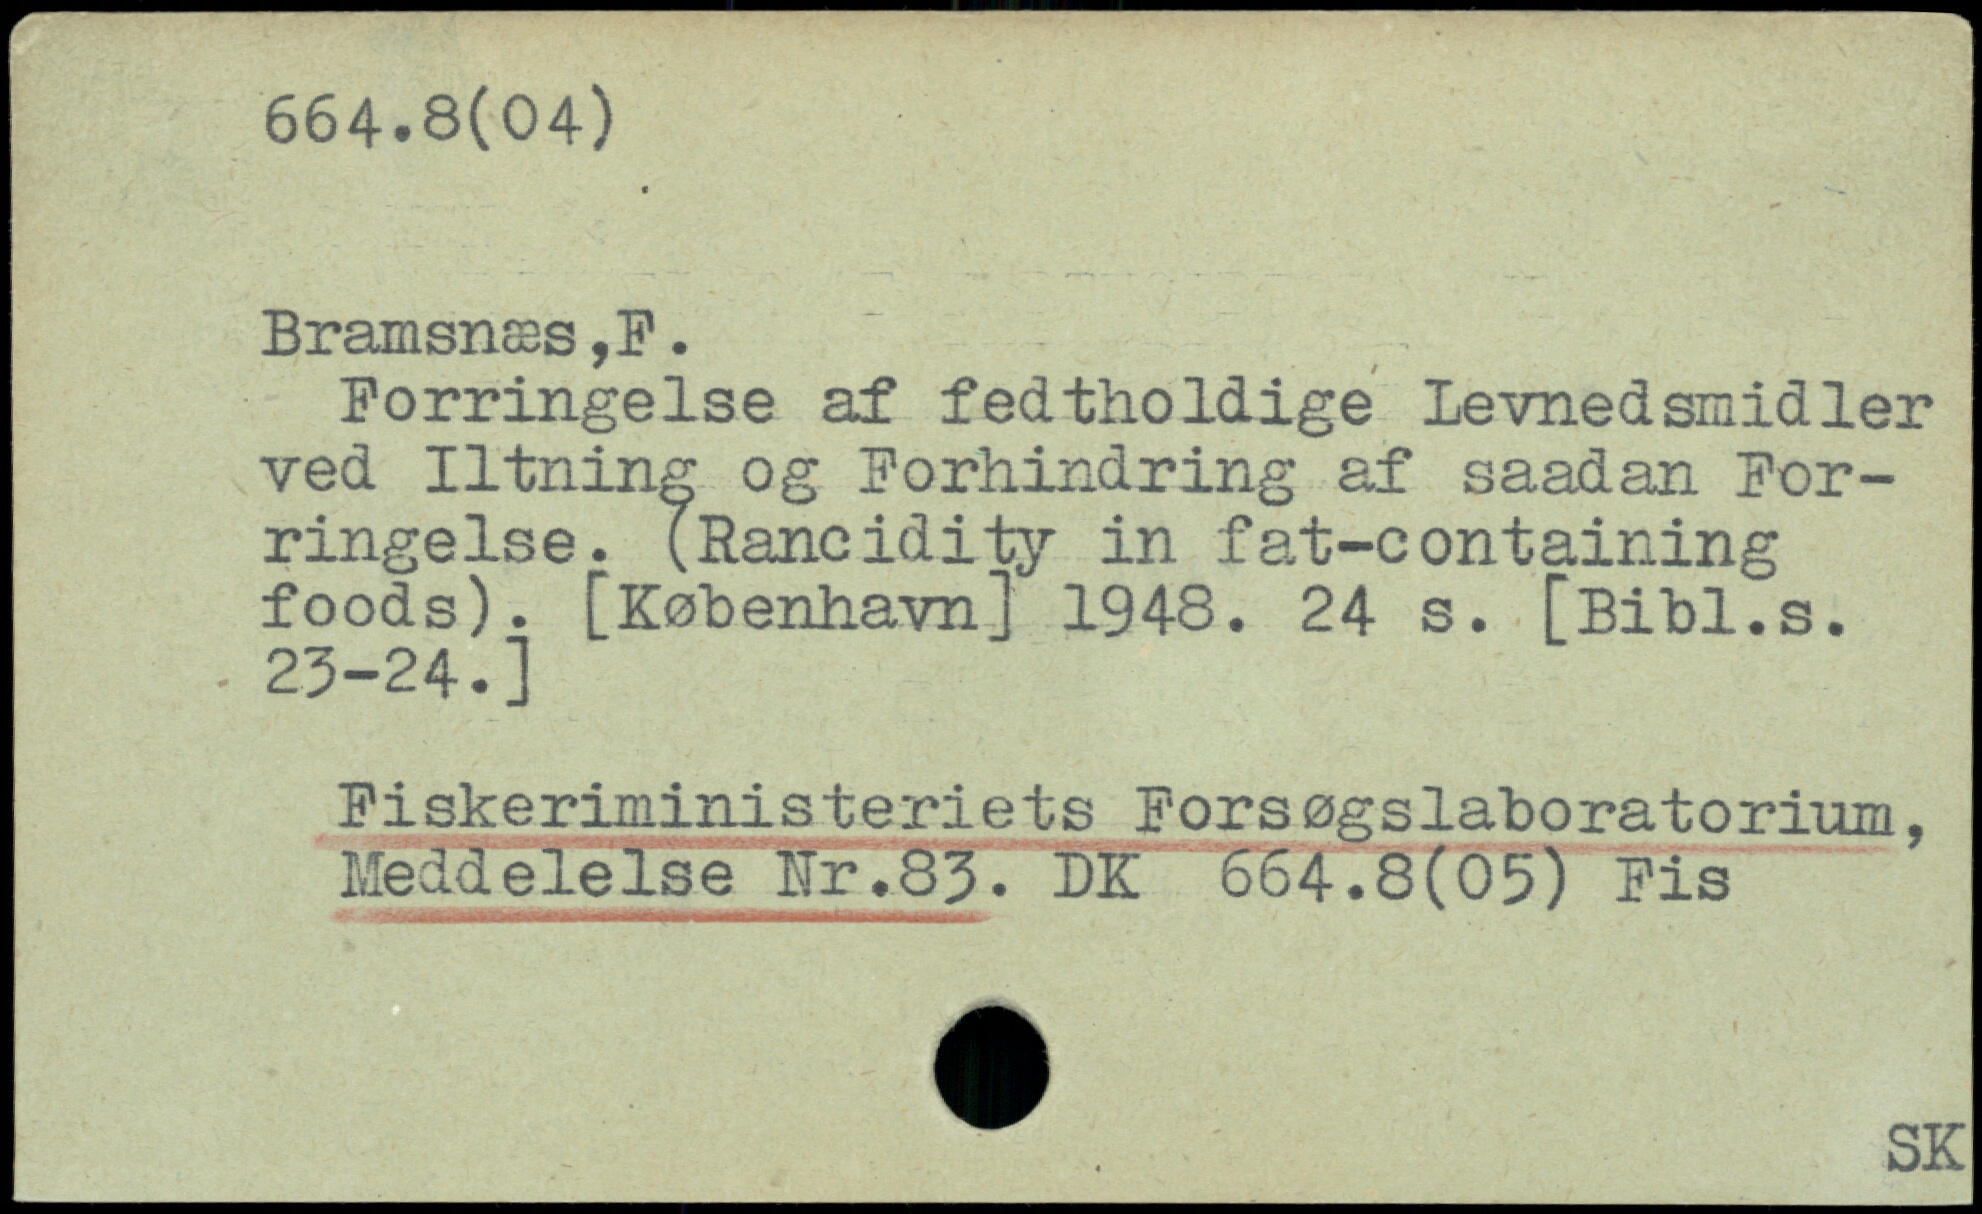 664.8(04)
Bramsnæs,F.
Forringelse af fedtholdige Levnedsmidler
ved Iltning og Forhindring af saadan For-
ringelse. (Rancidity in fat-containing
foods). [København] 1948. 24 s. [Bibl.s.
23-24.]
Fiskeriministeriets Forsøgslaboratorium,
Meddelelse Nr.83. DK 664.8(05) Fis
SK